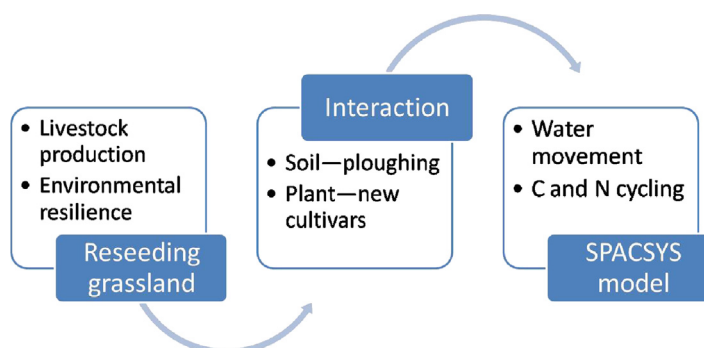 • Livestock
production
• Environmental
resilience
Reseeding
grassland
Interaction
• Soil—ploughing
• Plant—new
cultivars
• Water
movement
• C and N cycling
SPACSYS
model